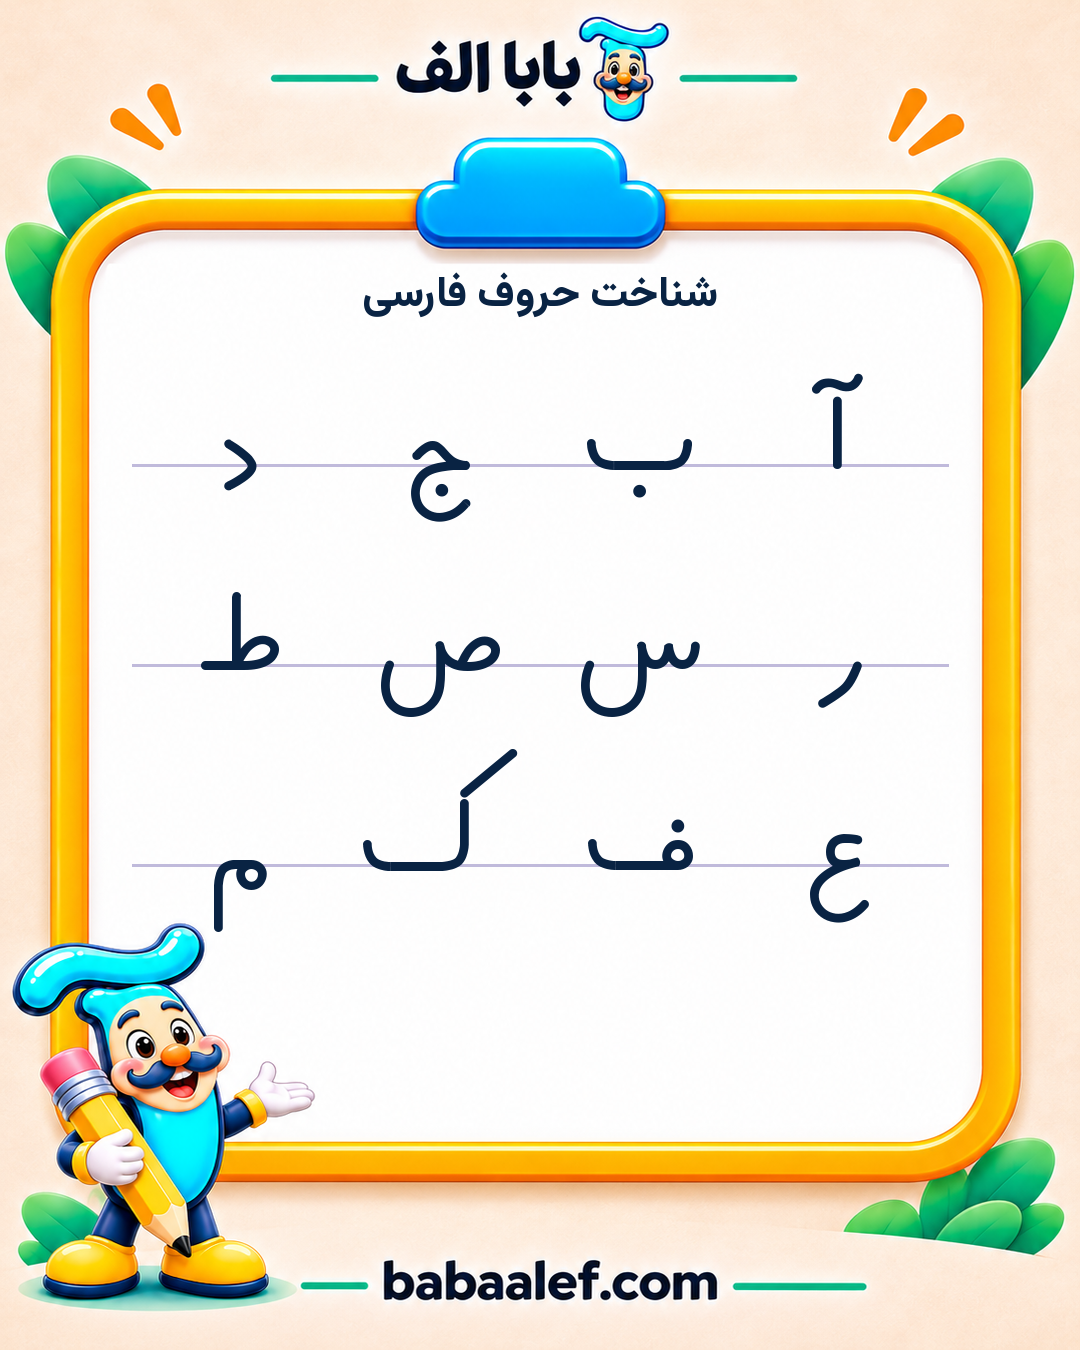 بابا الف
شناخت حروف فارسی
آ ب ج د
ر س ص ط
ع ف ک م
babaalef.com